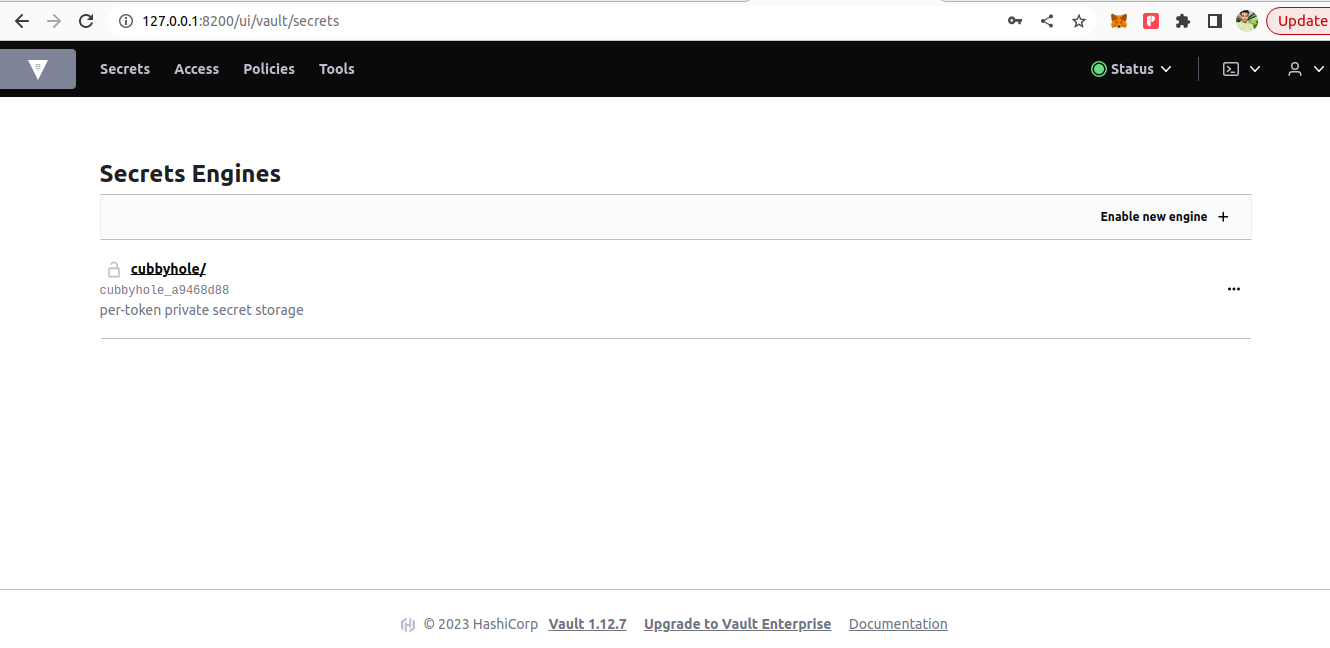 127.0.0.1:8200/ui/vault/secrets
Update
Secrets Access Policies Tools Status
Secrets Engines
Enable new engine +
cubbyhole/
cubbyhole_a9468d88
per-token private secret storage
© 2023 HashiCorp Vault 1.12.7 Upgrade to Vault Enterprise Documentation